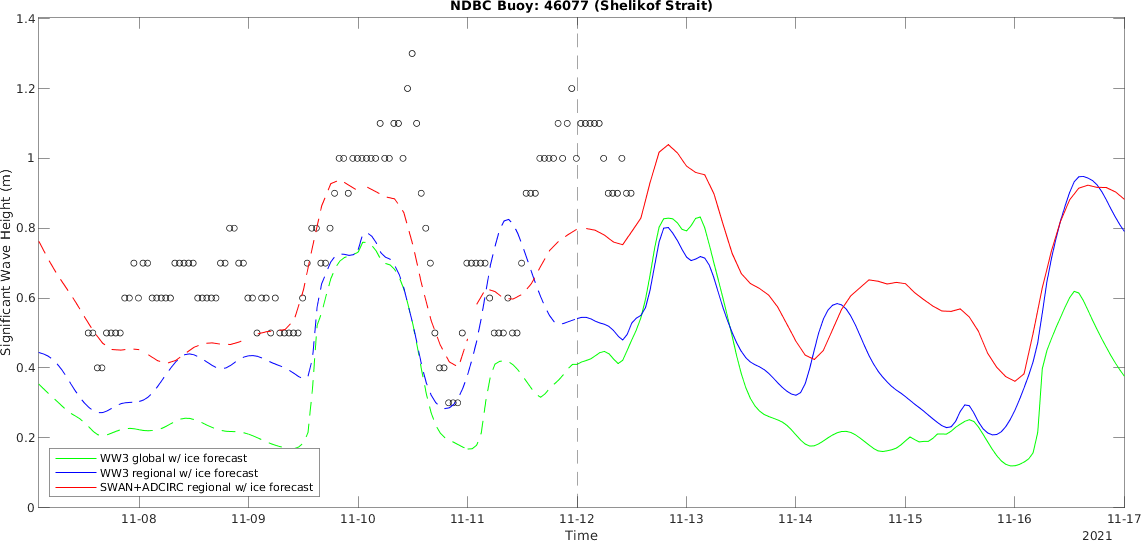 NDBC Buoy: 46077 (Shelikof Strait)
Significant Wave Height (m)
1.4
1.2
1
0.8
0.6
0.4
0.2
0
WW3 global w/ ice forecast
WW3 regional w/ ice forecast
SWAN+ADCIRC regional w/ ice forecast
11-08 11-09 11-10 11-11 11-12 11-13 11-14 11-15 11-16 11-17
Time
2021